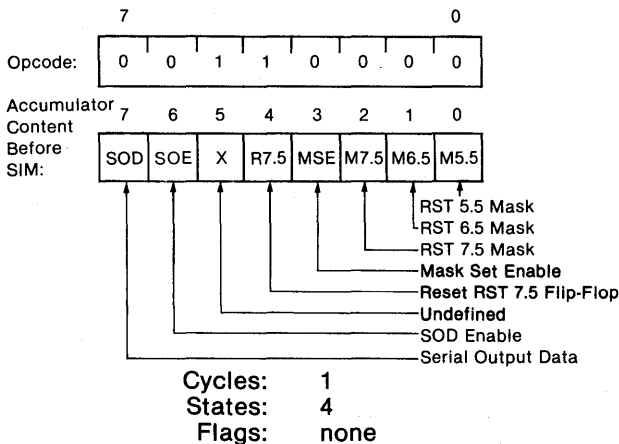 7 0
Opcode: 0 0 1 1 0 0 0 0
Accumulator
Content
Before
SIM:
7 6 5 4 3 2 1 0
SOD SOE X R7.5 MSE M7.5 M6.5 M5.5
RST 5.5 Mask
RST 6.5 Mask
RST 7.5 Mask
Mask Set Enable
Reset RST 7.5 Flip-Flop
Undefined
SOD Enable
Serial Output Data
Cycles: 1
States: 4
Flags: none